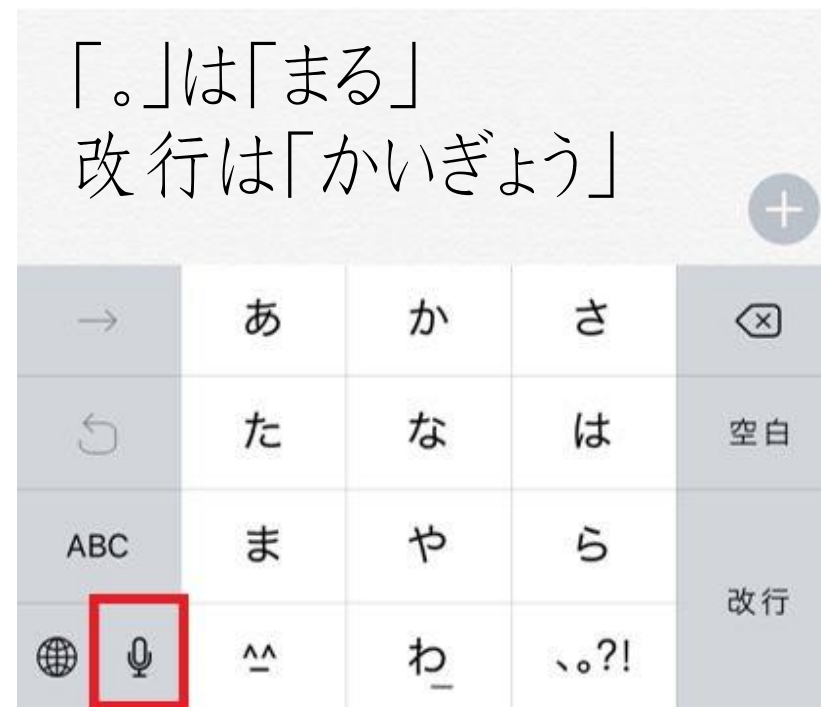 「。」は「まる」
改行は「かいぎょう」
→ あ か さ
た な は 空白
ABC ま や ら
改行
^^ わ 、。?!